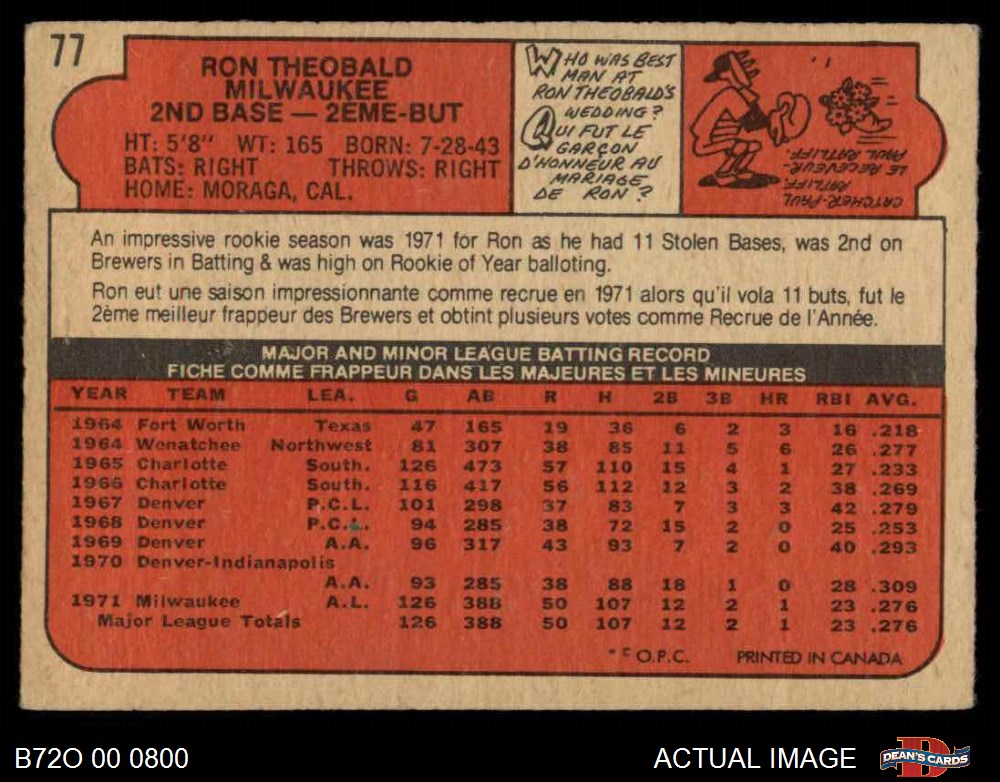 77
RON THEOBALD
MILWAUKEE
2ND BASE — 2EME-BUT
HT: 5'8" WT: 165 BORN: 7-28-43
BATS: RIGHT THROWS: RIGHT
HOME: MORAGA, CAL.
WHO WAS BEST
MAN AT
RON THEOBALD'S
WEDDING?
QUI FUT LE
GARÇON
D'HONNEUR AU
MARIAGE
DE RON?
CATCHER-PAUL
RATLIFF.
LE RECEVEUR-
PAUL RATLIFF.
An impressive rookie season was 1971 for Ron as he had 11 Stolen Bases, was 2nd on
Brewers in Batting & was high on Rookie of Year balloting.
Ron eut une saison impressionnante comme recrue en 1971 alors qu'il vola 11 buts, fut le
2ème meilleur frappeur des Brewers et obtint plusieurs votes comme Recrue de l'Année.
MAJOR AND MINOR LEAGUE BATTING RECORD
FICHE COMME FRAPPEUR DANS LES MAJEURES ET LES MINEURES
YEAR TEAM LEA. G AB R H 2B 3B HR RBI AVG.
1964 Fort Worth Texas 47 165 19 36 6 2 3 16 .218
1964 Wenatchee Northwest 81 307 38 85 11 5 6 26 .277
1965 Charlotte South. 126 473 57 110 15 4 1 27 .233
1966 Charlotte South. 116 417 56 112 12 3 2 38 .269
1967 Denver P.C.L. 101 298 37 83 7 3 3 42 .279
1968 Denver P.C.L. 94 285 38 72 15 2 0 25 .253
1969 Denver A.A. 96 317 43 93 7 2 0 40 .293
1970 Denver-Indianapolis
A.A. 93 285 38 88 18 1 0 28 .309
1971 Milwaukee A.L. 126 388 50 107 12 2 1 23 .276
Major League Totals 126 388 50 107 12 2 1 23 .276
* © O.P.C. PRINTED IN CANADA
B72O 00 0800
ACTUAL IMAGE
DEAN'S CARDS